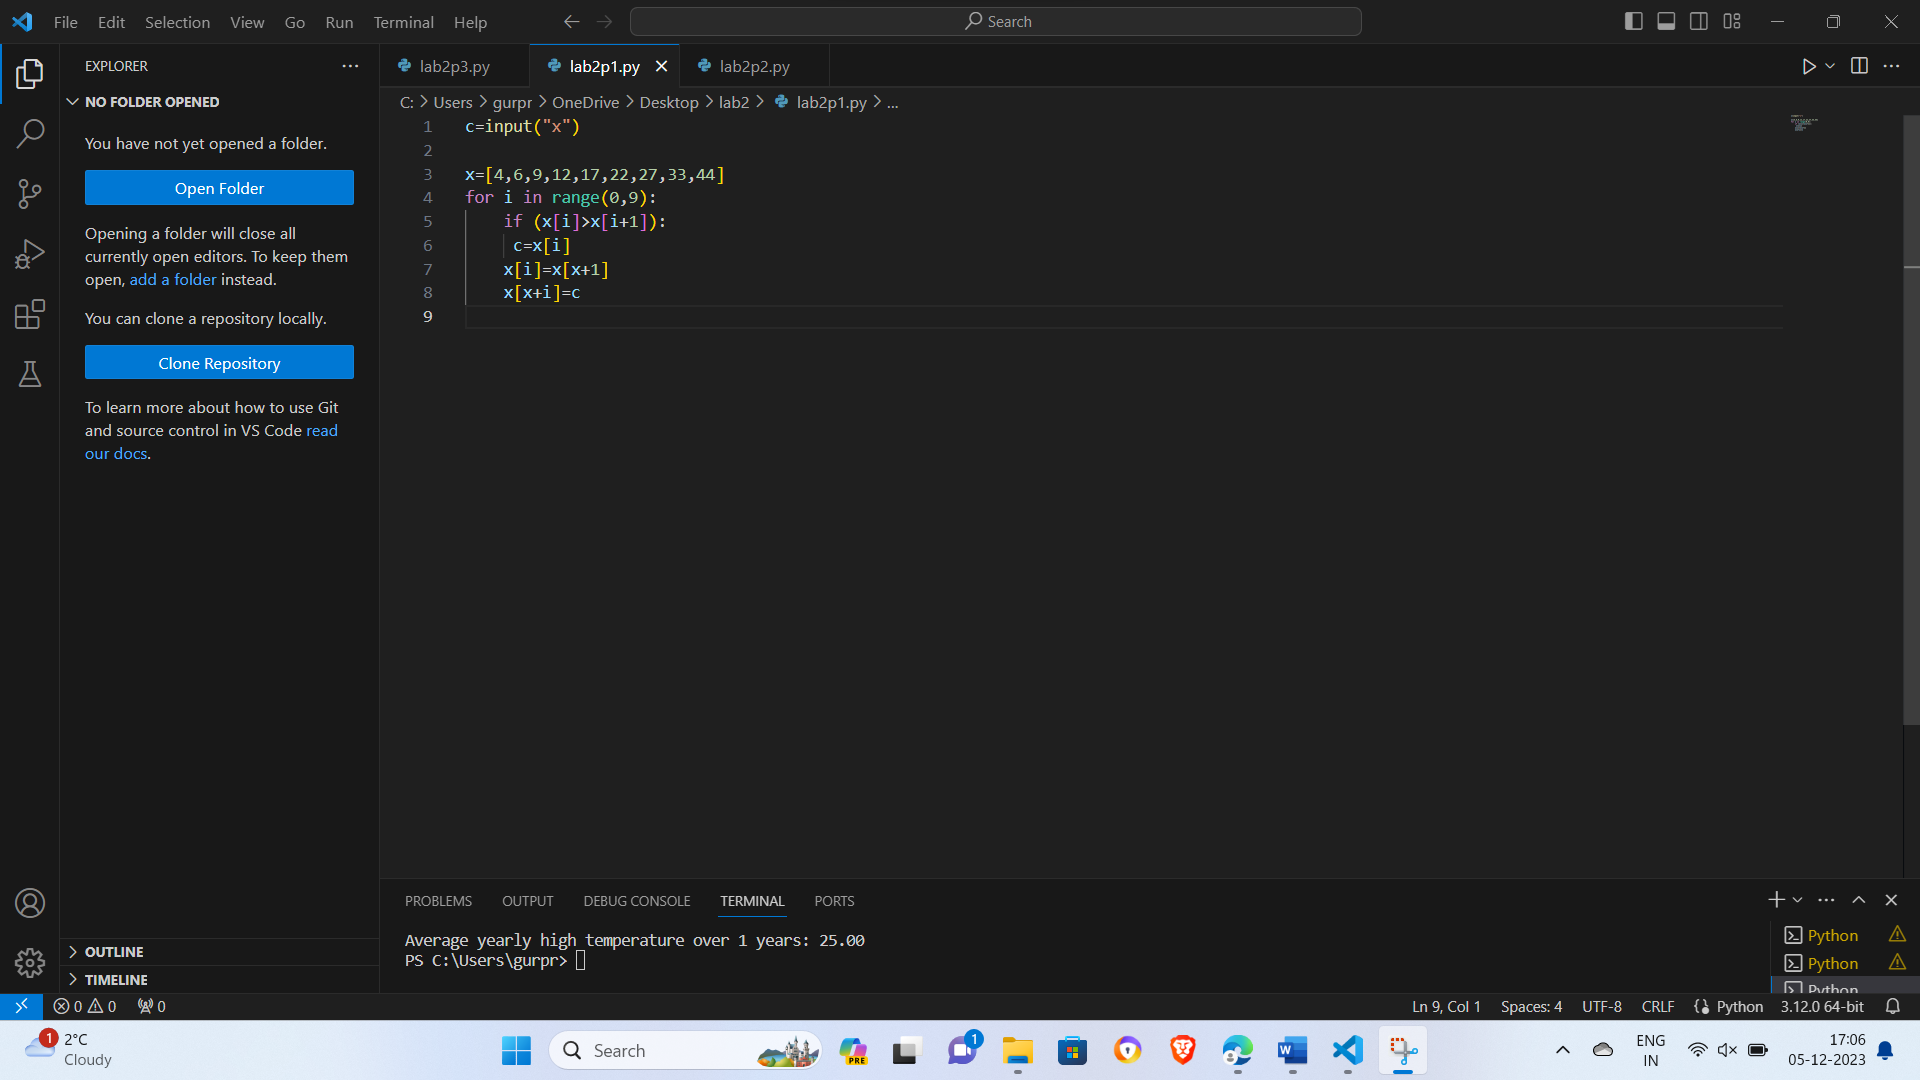 File Edit Selection View Go Run Terminal Help
Search
EXPLORER
NO FOLDER OPENED
You have not yet opened a folder.
Open Folder
Opening a folder will close all
currently open editors. To keep them
open, add a folder instead.
You can clone a repository locally.
Clone Repository
To learn more about how to use Git
and source control in VS Code read
our docs.
OUTLINE
TIMELINE
lab2p3.py lab2p1.py lab2p2.py
C: > Users > gurpr > OneDrive > Desktop > lab2 > lab2p1.py > ...
1 c=input("x")
2
3 x=[4,6,9,12,17,22,27,33,44]
4 for i in range(0,9):
5 if (x[i]>x[i+1]):
6 c=x[i]
7 x[i]=x[x+1]
8 x[x+i]=c
9
PROBLEMS OUTPUT DEBUG CONSOLE TERMINAL PORTS
Average yearly high temperature over 1 years: 25.00
PS C:\Users\gurpr>
Python
Python
Python
0 0 0
Ln 9, Col 1 Spaces: 4 UTF-8 CRLF Python 3.12.0 64-bit
1 2°C
Cloudy
Search
PRE
1
ENG
IN
17:06
05-12-2023